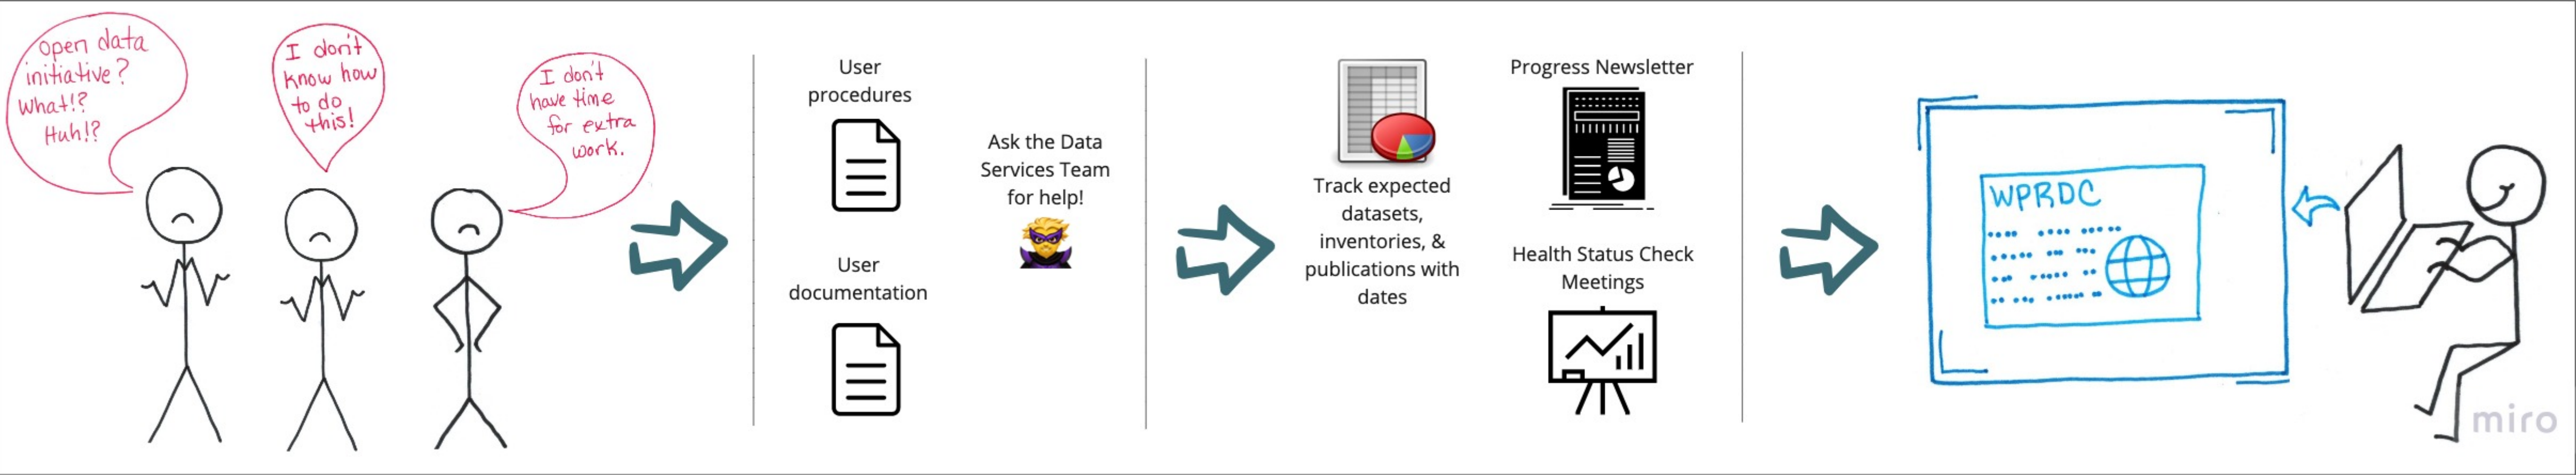 Open data
initiative?
What!?
Huh!?
I don't
know how
to do
this!
I don't
have time
for extra
work.
User
procedures
User
documentation
Ask the Data
Services Team
for help!
Track expected
datasets,
inventories, &
publications with
dates
Progress Newsletter
Health Status Check
Meetings
WPRDC
miro